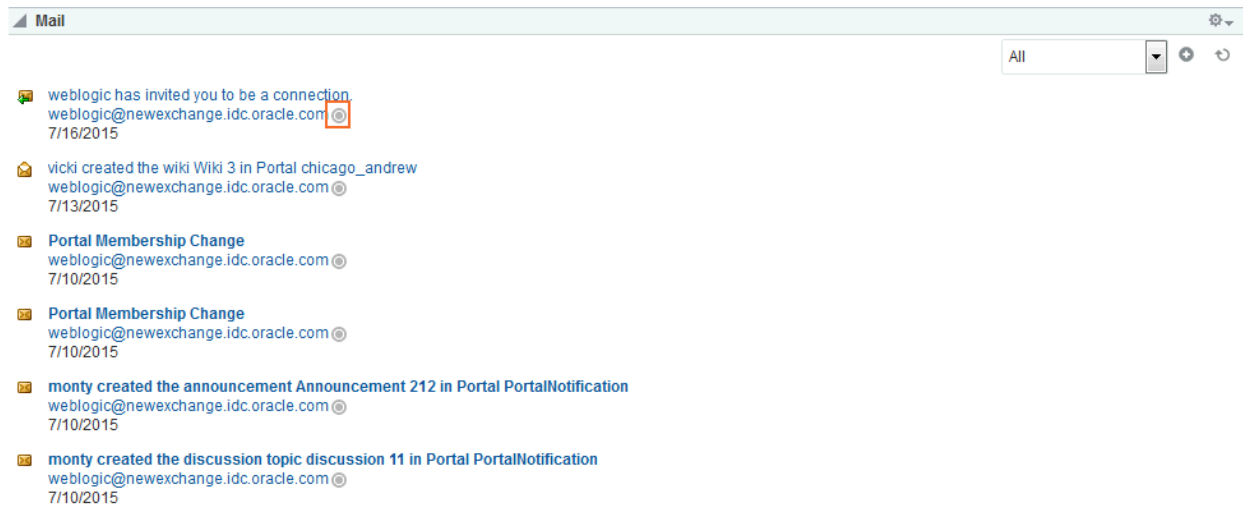 Mail
All
weblogic has invited you to be a connection.
weblogic@newexchange.idc.oracle.com
7/16/2015
vicki created the wiki Wiki 3 in Portal chicago_andrew
weblogic@newexchange.idc.oracle.com
7/13/2015
Portal Membership Change
weblogic@newexchange.idc.oracle.com
7/10/2015
Portal Membership Change
weblogic@newexchange.idc.oracle.com
7/10/2015
monty created the announcement Announcement 212 in Portal PortalNotification
weblogic@newexchange.idc.oracle.com
7/10/2015
monty created the discussion topic discussion 11 in Portal PortalNotification
weblogic@newexchange.idc.oracle.com
7/10/2015